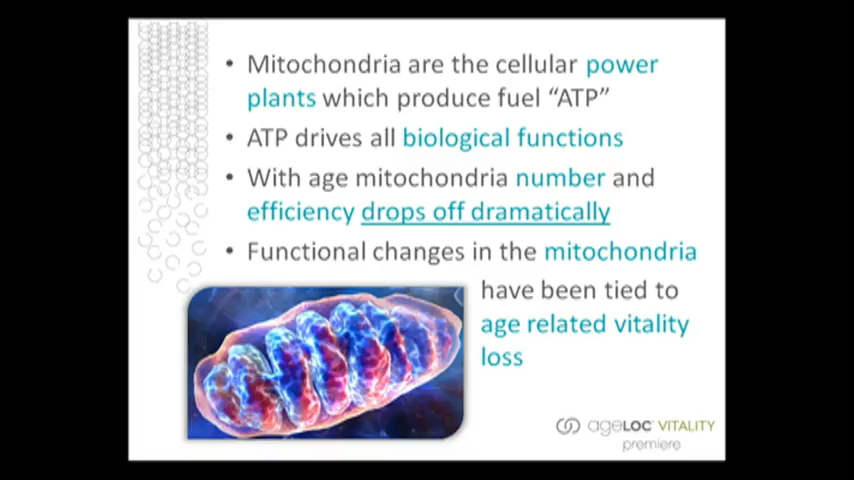 • Mitochondria are the cellular power
plants which produce fuel “ATP”
• ATP drives all biological functions
• With age mitochondria number and
efficiency drops off dramatically
• Functional changes in the mitochondria
have been tied to
age related vitality
loss
ageLOC VITALITY
premiere